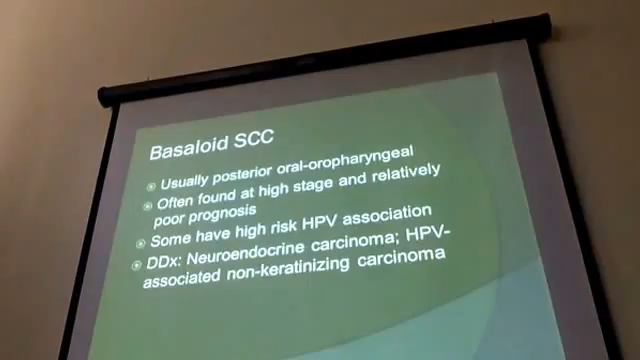 Basaloid SCC
Usually posterior oral-oropharyngeal
Often found at high stage and relatively
poor prognosis
Some have high risk HPV association
DDx: Neuroendocrine carcinoma; HPV-
associated non-keratinizing carcinoma